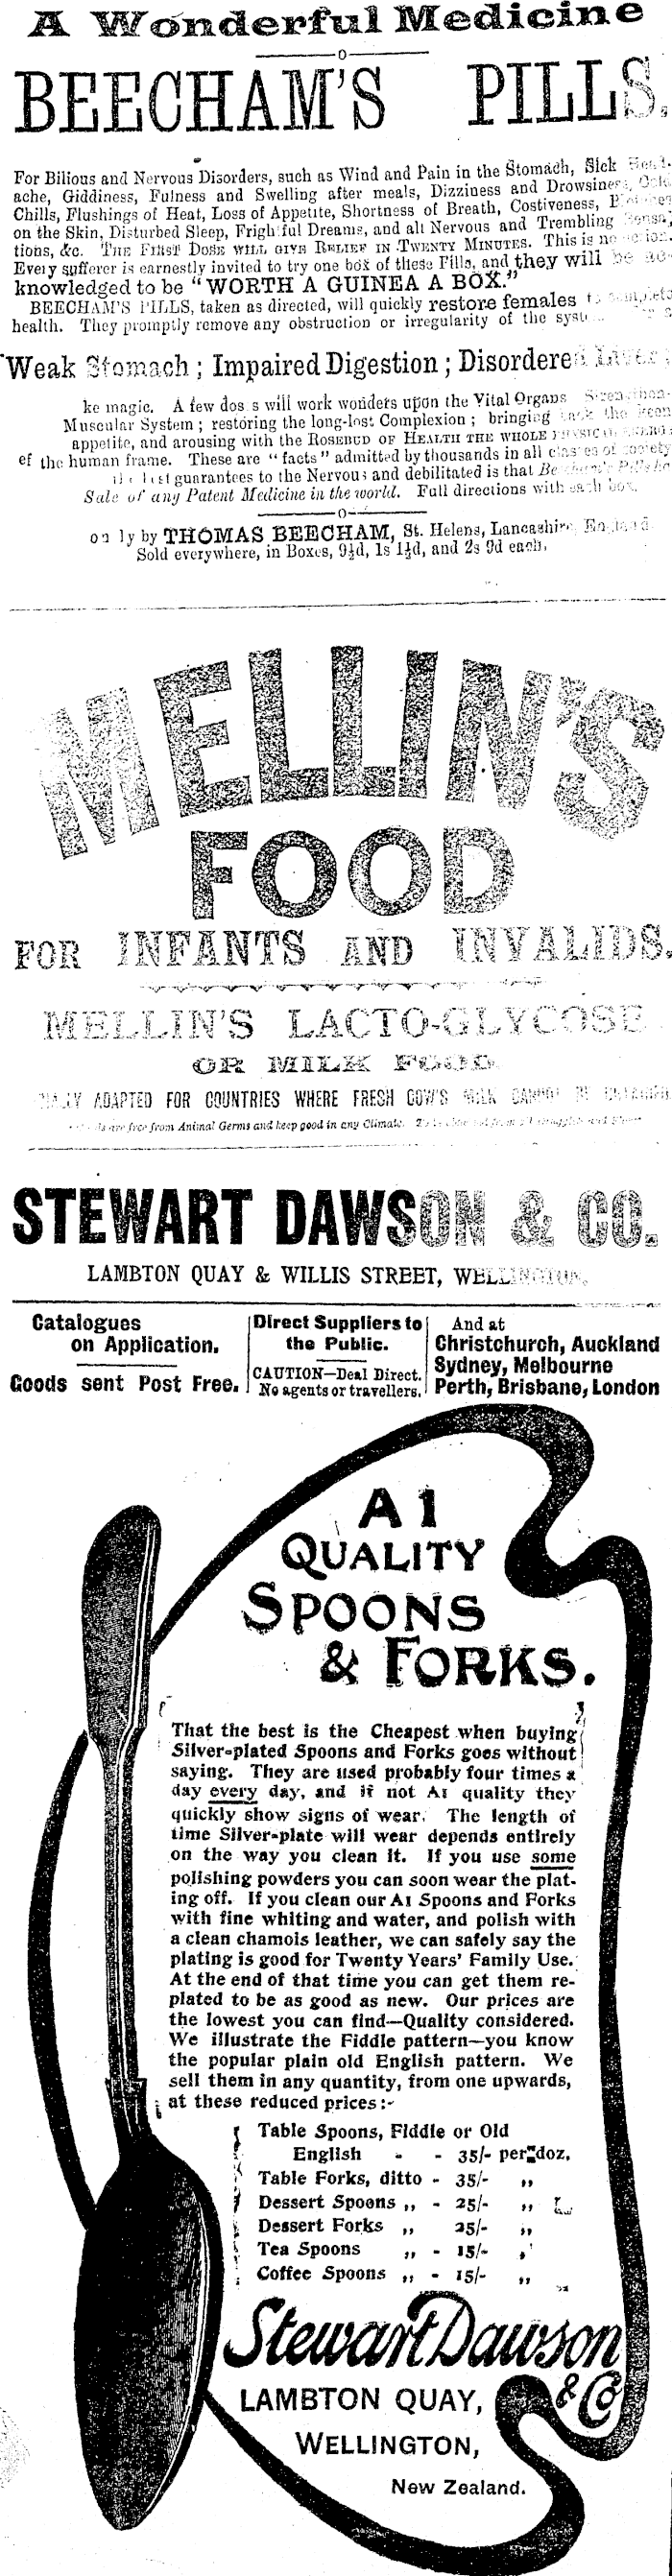 A Wonderful Medicine
BEECHAM'S PILLS,
For Bilious and Nervous Disorders, such as Wind and Pain in the Stomach, Sick
ache, Giddiness, Fulness and Swelling after meals, Dizziness and Drowsiness,
Chills, Flushings of Heat, Loss of Appetite, Shortness of Breath, Costiveness,
on the Skin, Disturbed Sleep, Frightful Dreams, and all Nervous and Trembling
tions, &c. THE FIRST DOSE WILL GIVE RELIEF IN TWENTY MINUTES. This is no
Every sufferer is earnestly invited to try one box of these Pills, and they will be
knowledged to be "WORTH A GUINEA A BOX."
BEECHAM'S PILLS, taken as directed, will quickly restore females to
health. They promptly remove any obstruction or irregularity of the
Weak Stomach ; Impaired Digestion ; Disordered
ke magic. A few dos s will work wonders upon the Vital Organs
Muscular System ; restoring the long-lost Complexion ; bringing back the
appetite, and arousing with the ROSEBUD OF HEALTH THE WHOLE
ef the human frame. These are "facts" admitted by thousands in all classes of society
guarantees to the Nervous and debilitated is that
Sale of any Patent Medicine in the world. Full directions with each box.
only by THOMAS BEECHAM, St. Helens, Lancashire, England
Sold everywhere, in Boxes, 9½d, 1s 1½d, and 2s 9d each.
MELLIN'S
FOOD
FOR INFANTS AND INVALIDS.
MELLIN'S LACTO-GLYCOSE
OR MILK FOOD.
ADAPTED FOR COUNTRIES WHERE FRESH COW'S MILK CANNOT BE OBTAINED
free from Animal Germs and keep good in any Climate.
STEWART DAWSON & CO.
LAMBTON QUAY & WILLIS STREET, WELLINGTON.
Catalogues
on Application.
Goods sent Post Free.
Direct Suppliers to
the Public.
CAUTION—Deal Direct.
No agents or travellers.
And at
Christchurch, Auckland
Sydney, Melbourne
Perth, Brisbane, London
A1
QUALITY
SPOONS
& FORKS.
That the best is the Cheapest when buying
Silver-plated Spoons and Forks goes without
saying. They are used probably four times a
day every day, and if not A1 quality they
quickly show signs of wear. The length of
time Silver-plate will wear depends entirely
on the way you clean it. If you use some
polishing powders you can soon wear the plat-
ing off. If you clean our A1 Spoons and Forks
with fine whiting and water, and polish with
a clean chamois leather, we can safely say the
plating is good for Twenty Years' Family Use.
At the end of that time you can get them re-
plated to be as good as new. Our prices are
the lowest you can find—Quality considered.
We illustrate the Fiddle pattern—you know
the popular plain old English pattern. We
sell them in any quantity, from one upwards,
at these reduced prices :-
Table Spoons, Fiddle or Old
English - - 35/- per doz.
Table Forks, ditto - 35/- ,,
Dessert Spoons ,, - 25/- ,,
Dessert Forks ,, 25/- ,,
Tea Spoons ,, - 15/- ,,
Coffee Spoons ,, - 15/- ,,
Stewart Dawson
& Co
LAMBTON QUAY,
WELLINGTON,
New Zealand.